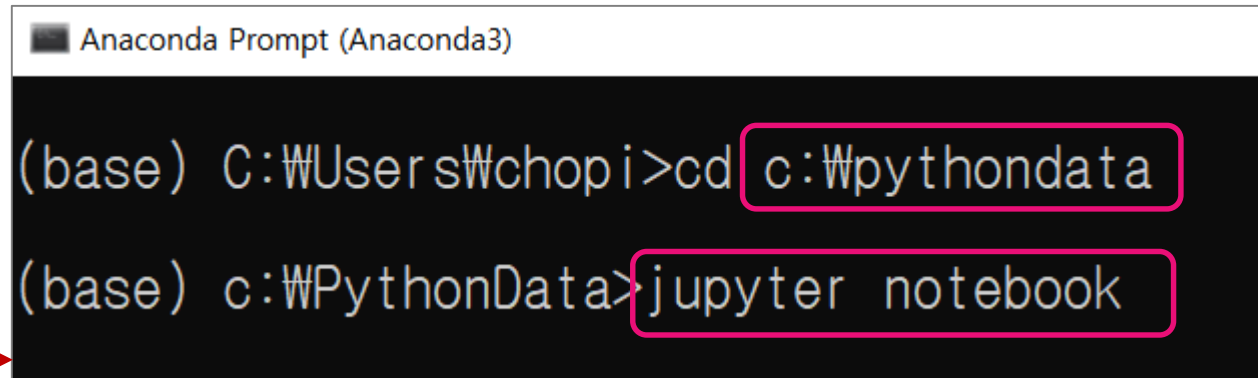 Anaconda Prompt (Anaconda3)
(base) C:₩Users₩chopi>cd c:₩pythondata
(base) c:₩PythonData>jupyter notebook